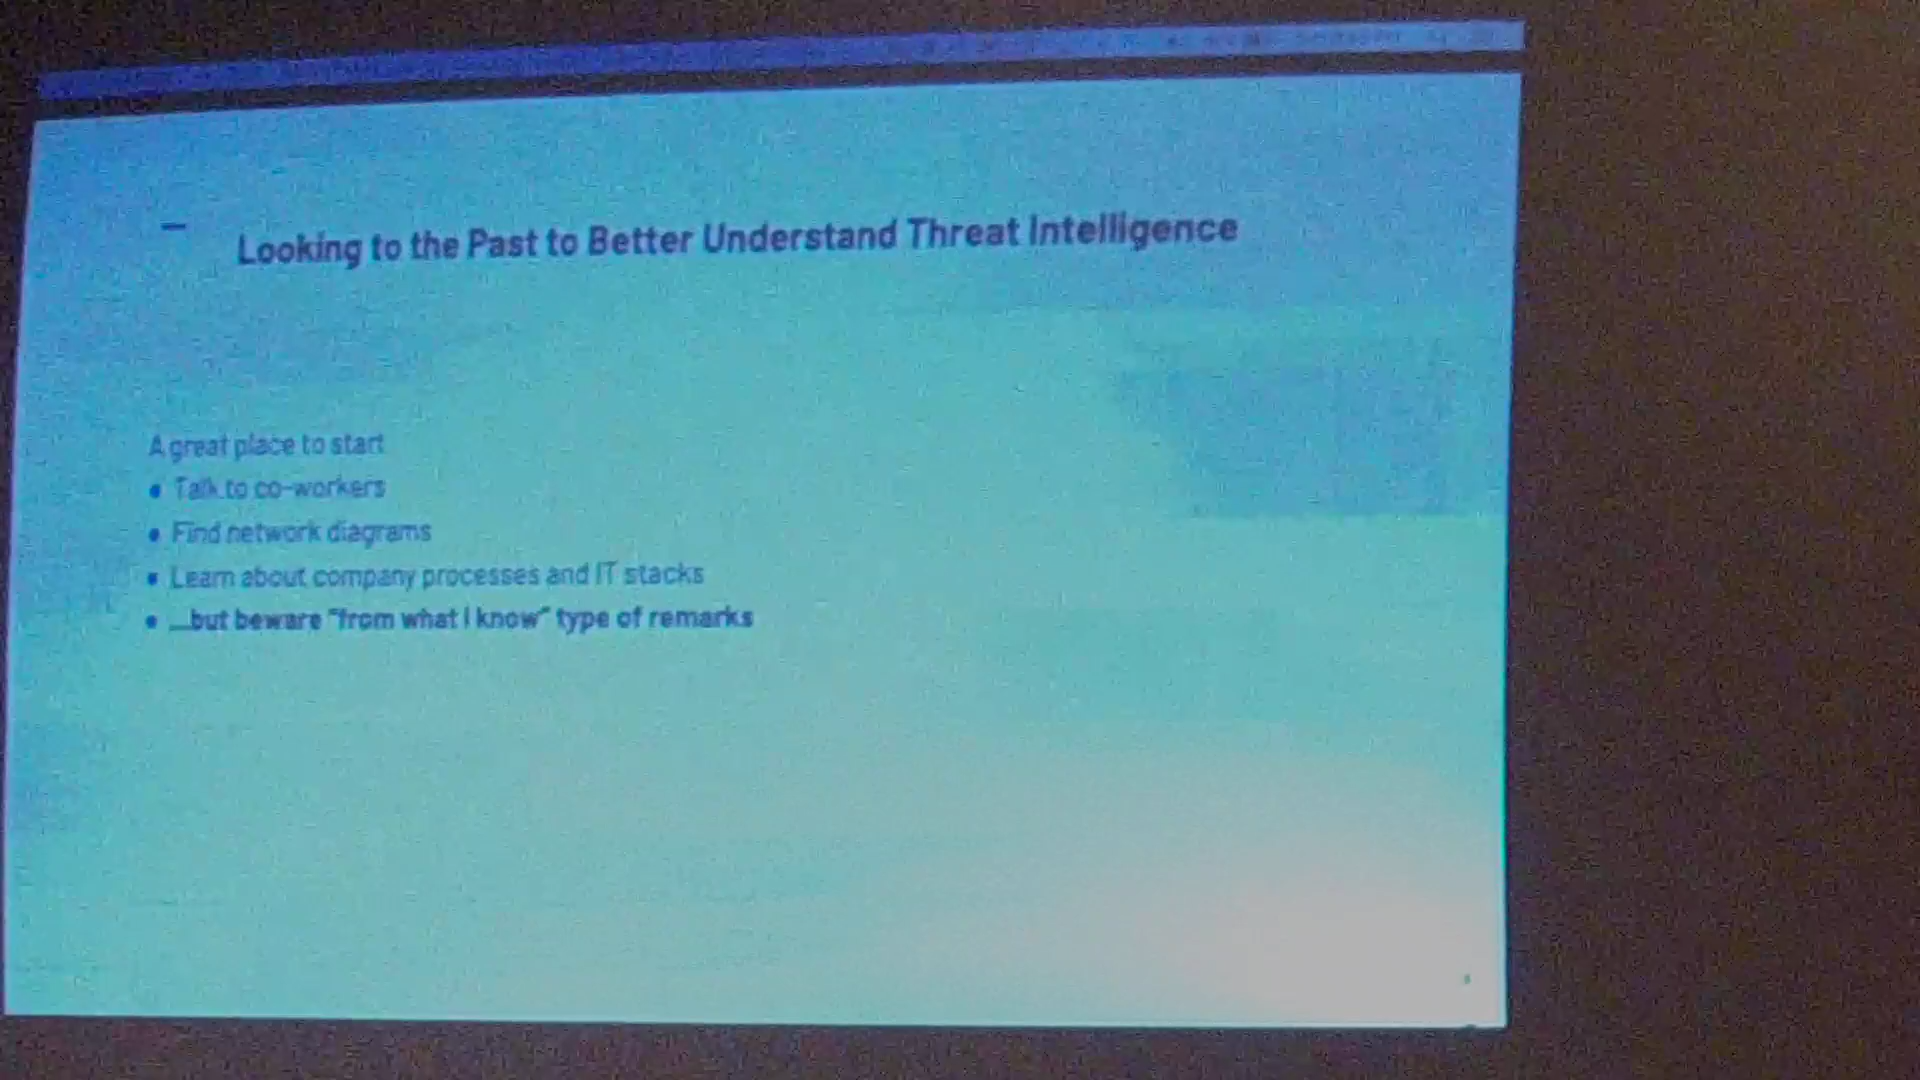 Looking to the Past to Better Understand Threat Intelligence
A great place to start
• Talk to co-workers
• Find network diagrams
• Learn about company processes and IT stacks
• ...but beware "from what I know" type of remarks